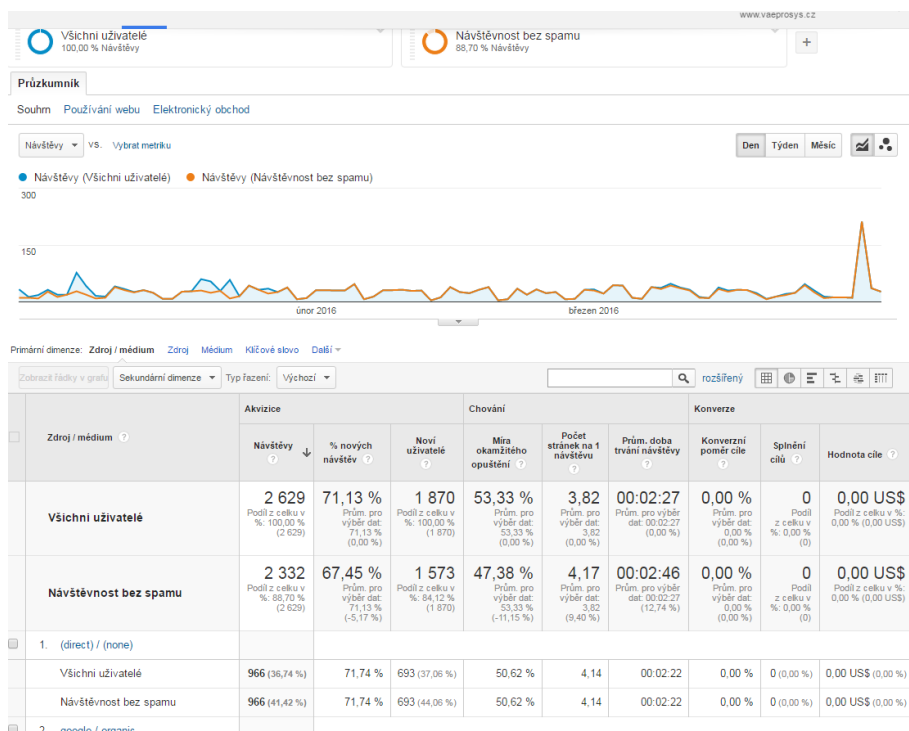 www.vaeprosys.cz
Všichni uživatelé
100,00 % Návštěvy
Návštěvnost bez spamu
88,70 % Návštěvy
+
Průzkumník
Souhrn Používání webu Elektronický obchod
Návštěvy VS. Vybrat metriku
Den Týden Měsíc
Návštěvy (Všichni uživatelé) Návštěvy (Návštěvnost bez spamu)
300
150
únor 2016 březen 2016
Primární dimenze: Zdroj / médium Zdroj Médium Klíčové slovo Další
Zobrazit řádky v grafu Sekundární dimenze Typ řazení: Výchozí rozšířený
Akvizice Chování Konverze
Zdroj / médium ?
Návštěvy ?
% nových návštěv ?
Noví uživatelé ?
Míra okamžitého opuštění ?
Počet stránek na 1 návštěvu ?
Prům. doba trvání návštěvy ?
Konverzní poměr cíle ?
Splnění cílů ?
Hodnota cíle ?
Všichni uživatelé
2 629
Podíl z celku v %: 100,00 % (2 629)
71,13 %
Prům. pro výběr dat: 71,13 % (0,00 %)
1 870
Podíl z celku v %: 100,00 % (1 870)
53,33 %
Prům. pro výběr dat: 53,33 % (0,00 %)
3,82
Prům. pro výběr dat: 3,82 (0,00 %)
00:02:27
Prům. pro výběr dat: 00:02:27 (0,00 %)
0,00 %
Prům. pro výběr dat: 0,00 % (0,00 %)
0
Podíl z celku v %: 0,00 % (0)
0,00 US$
Podíl z celku v %: 0,00 % (0,00 US$)
Návštěvnost bez spamu
2 332
Podíl z celku v %: 88,70 % (2 629)
67,45 %
Prům. pro výběr dat: 71,13 % (-5,17 %)
1 573
Podíl z celku v %: 84,12 % (1 870)
47,38 %
Prům. pro výběr dat: 53,33 % (-11,15 %)
4,17
Prům. pro výběr dat: 3,82 (9,40 %)
00:02:46
Prům. pro výběr dat: 00:02:27 (12,74 %)
0,00 %
Prům. pro výběr dat: 0,00 % (0,00 %)
0
Podíl z celku v %: 0,00 % (0)
0,00 US$
Podíl z celku v %: 0,00 % (0,00 US$)
1. (direct) / (none)
Všichni uživatelé 966 (36,74 %) 71,74 % 693 (37,06 %) 50,62 % 4,14 00:02:22 0,00 % 0 (0,00 %) 0,00 US$ (0,00 %)
Návštěvnost bez spamu 966 (41,42 %) 71,74 % 693 (44,06 %) 50,62 % 4,14 00:02:22 0,00 % 0 (0,00 %) 0,00 US$ (0,00 %)
2. google / organic